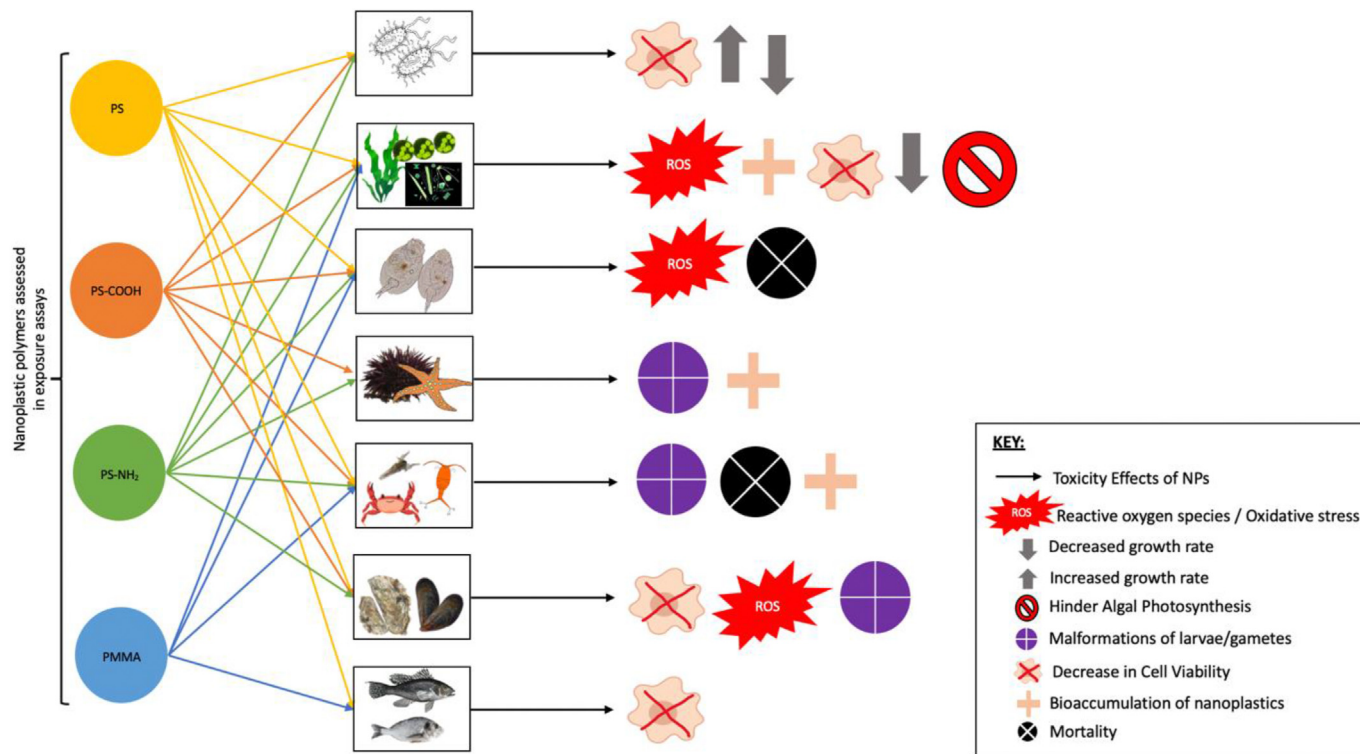 Nanoplastic polymers assessed
in exposure assays
PS
PS-COOH
PS-NH₂
PMMA
ROS
ROS
ROS
KEY:
Toxicity Effects of NPs
ROS
Reactive oxygen species / Oxidative stress
Decreased growth rate
Increased growth rate
Hinder Algal Photosynthesis
Malformations of larvae/gametes
Decrease in Cell Viability
Bioaccumulation of nanoplastics
Mortality